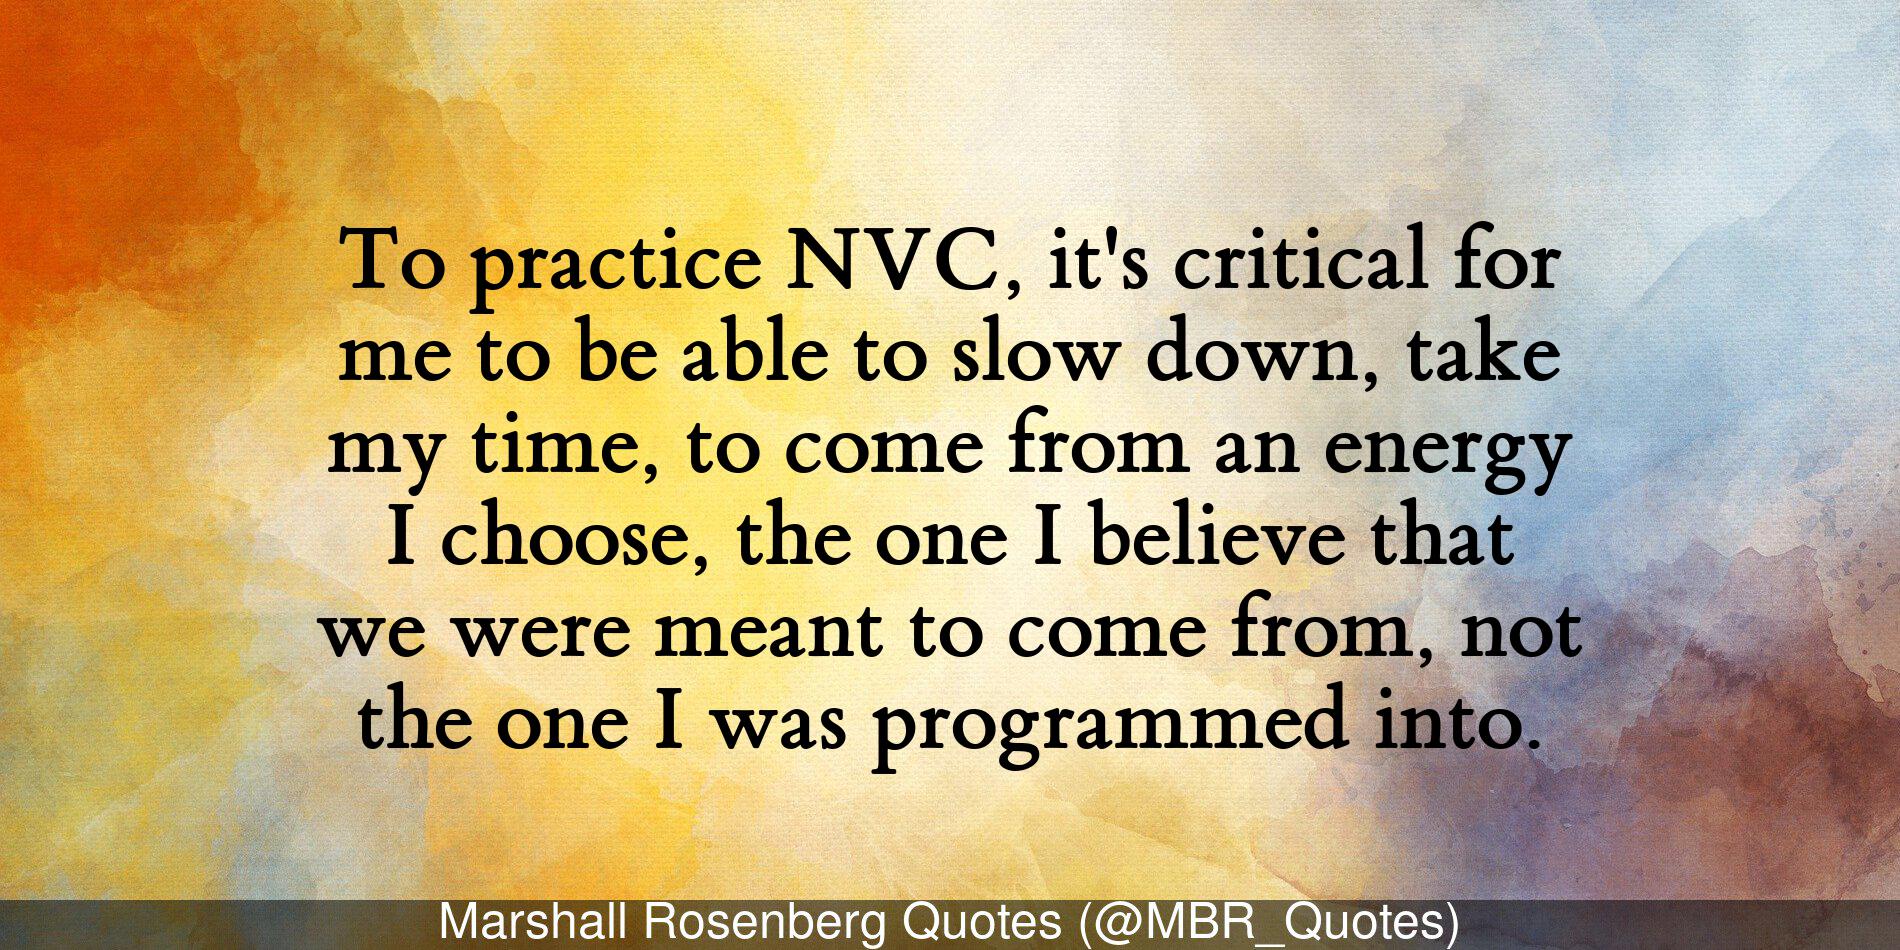 To practice NVC, it's critical for
me to be able to slow down, take
my time, to come from an energy
I choose, the one I believe that
we were meant to come from, not
the one I was programmed into.
Marshall Rosenberg Quotes (@MBR_Quotes)